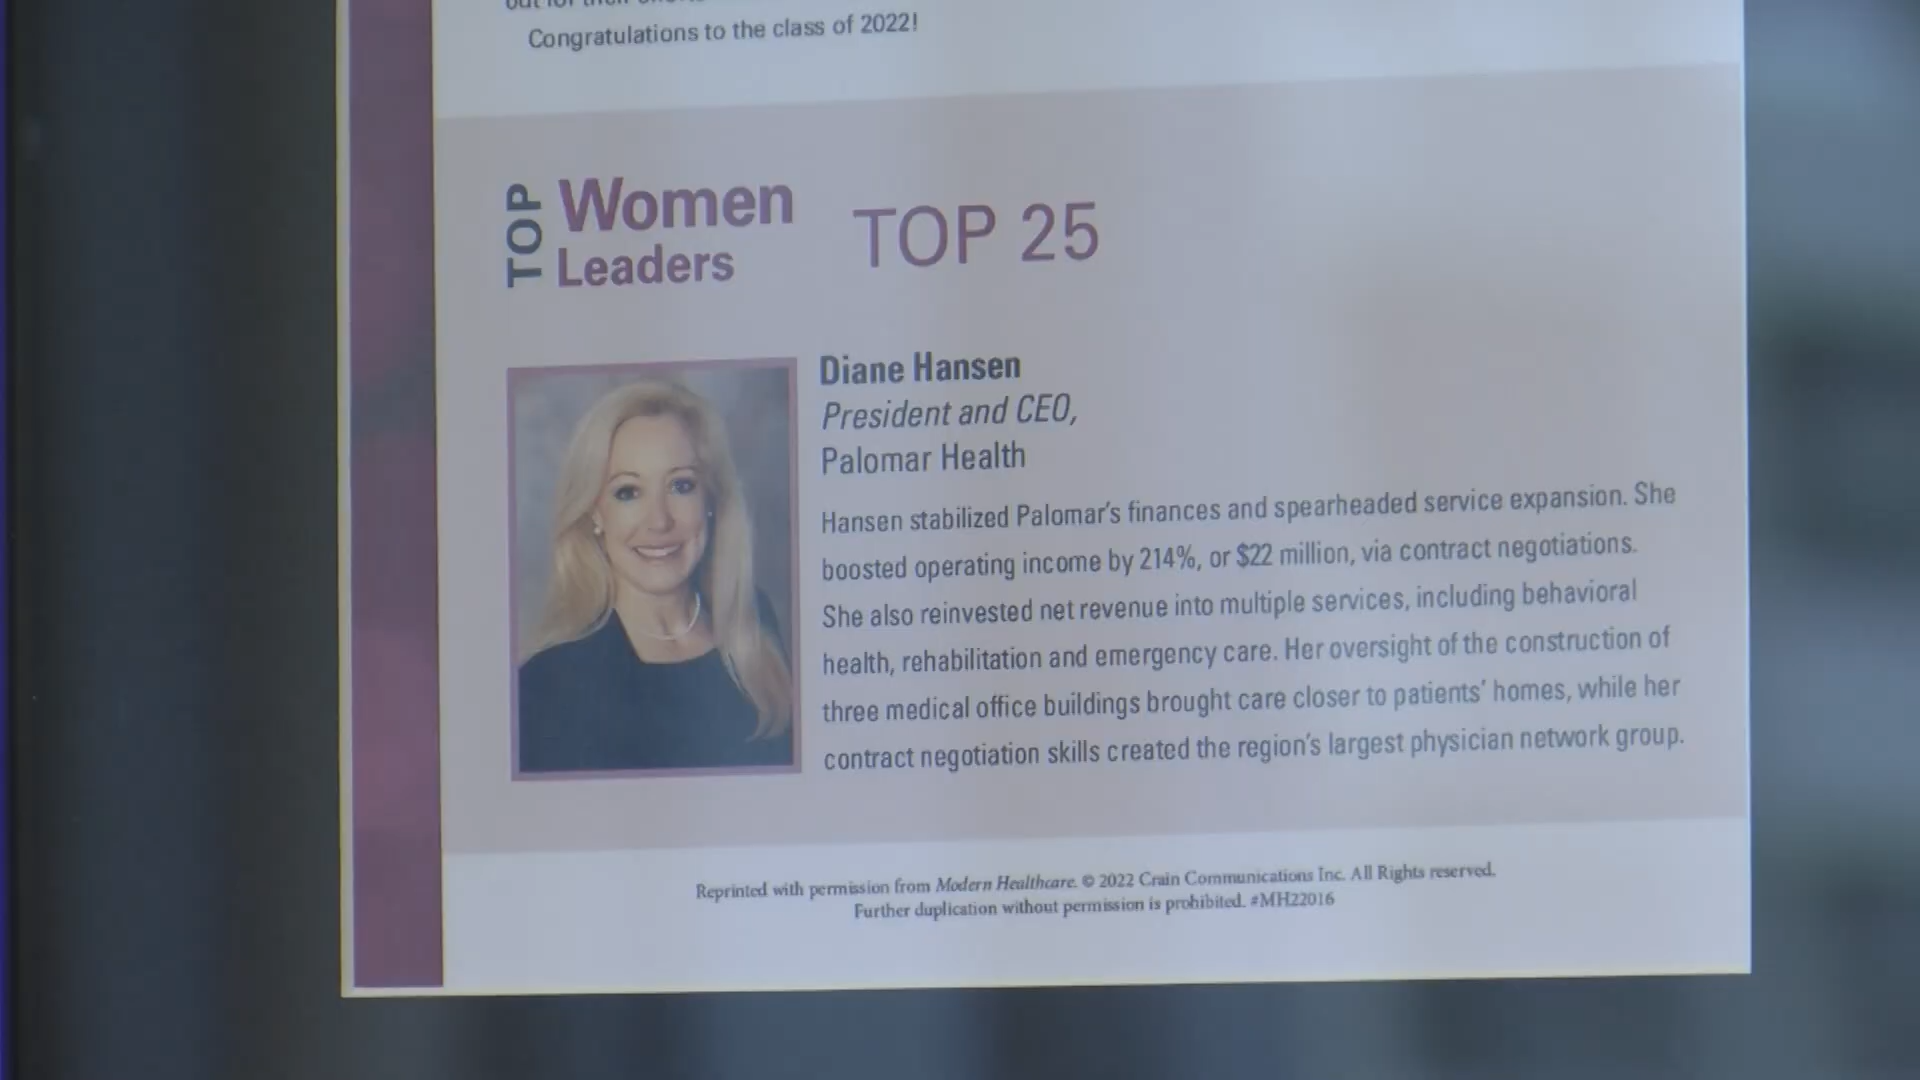 Congratulations to the class of 2022!
TOP Women Leaders
TOP 25
Diane Hansen
President and CEO,
Palomar Health
Hansen stabilized Palomar's finances and spearheaded service expansion. She
boosted operating income by 214%, or $22 million, via contract negotiations.
She also reinvested net revenue into multiple services, including behavioral
health, rehabilitation and emergency care. Her oversight of the construction of
three medical office buildings brought care closer to patients' homes, while her
contract negotiation skills created the region's largest physician network group.
Reprinted with permission from Modern Healthcare. © 2022 Crain Communications Inc. All Rights reserved.
Further duplication without permission is prohibited. #MH22016